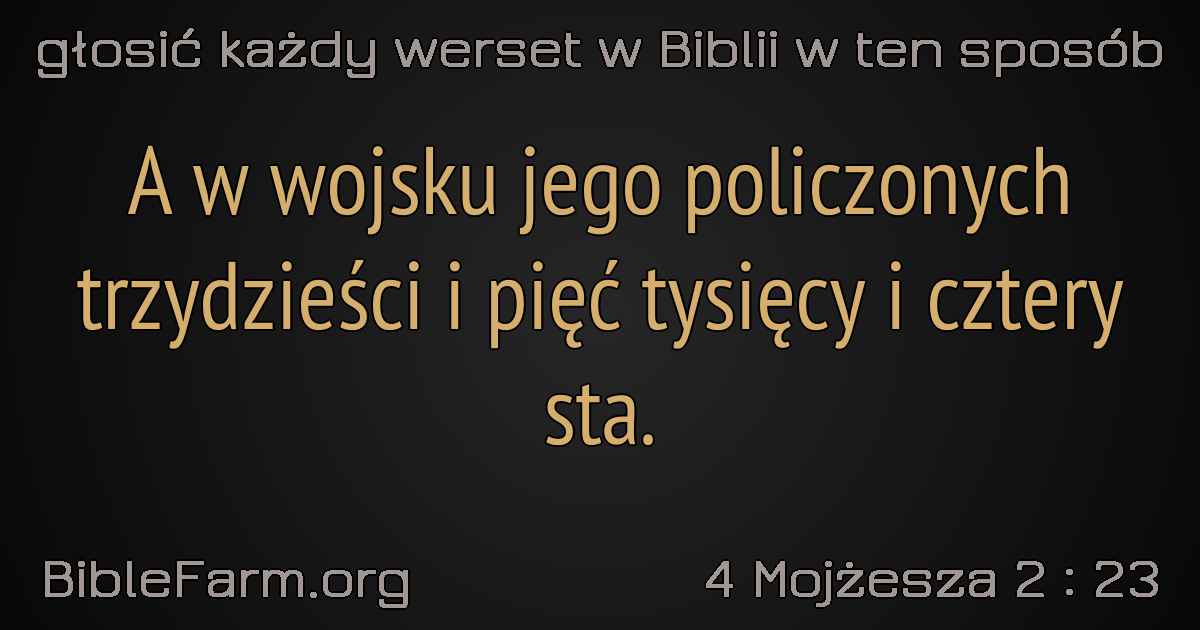 głosić każdy werset w Biblii w ten sposób
A w wojsku jego policzonych
trzydzieści i pięć tysięcy i cztery
sta.
BibleFarm.org
4 Mojżesza 2 : 23